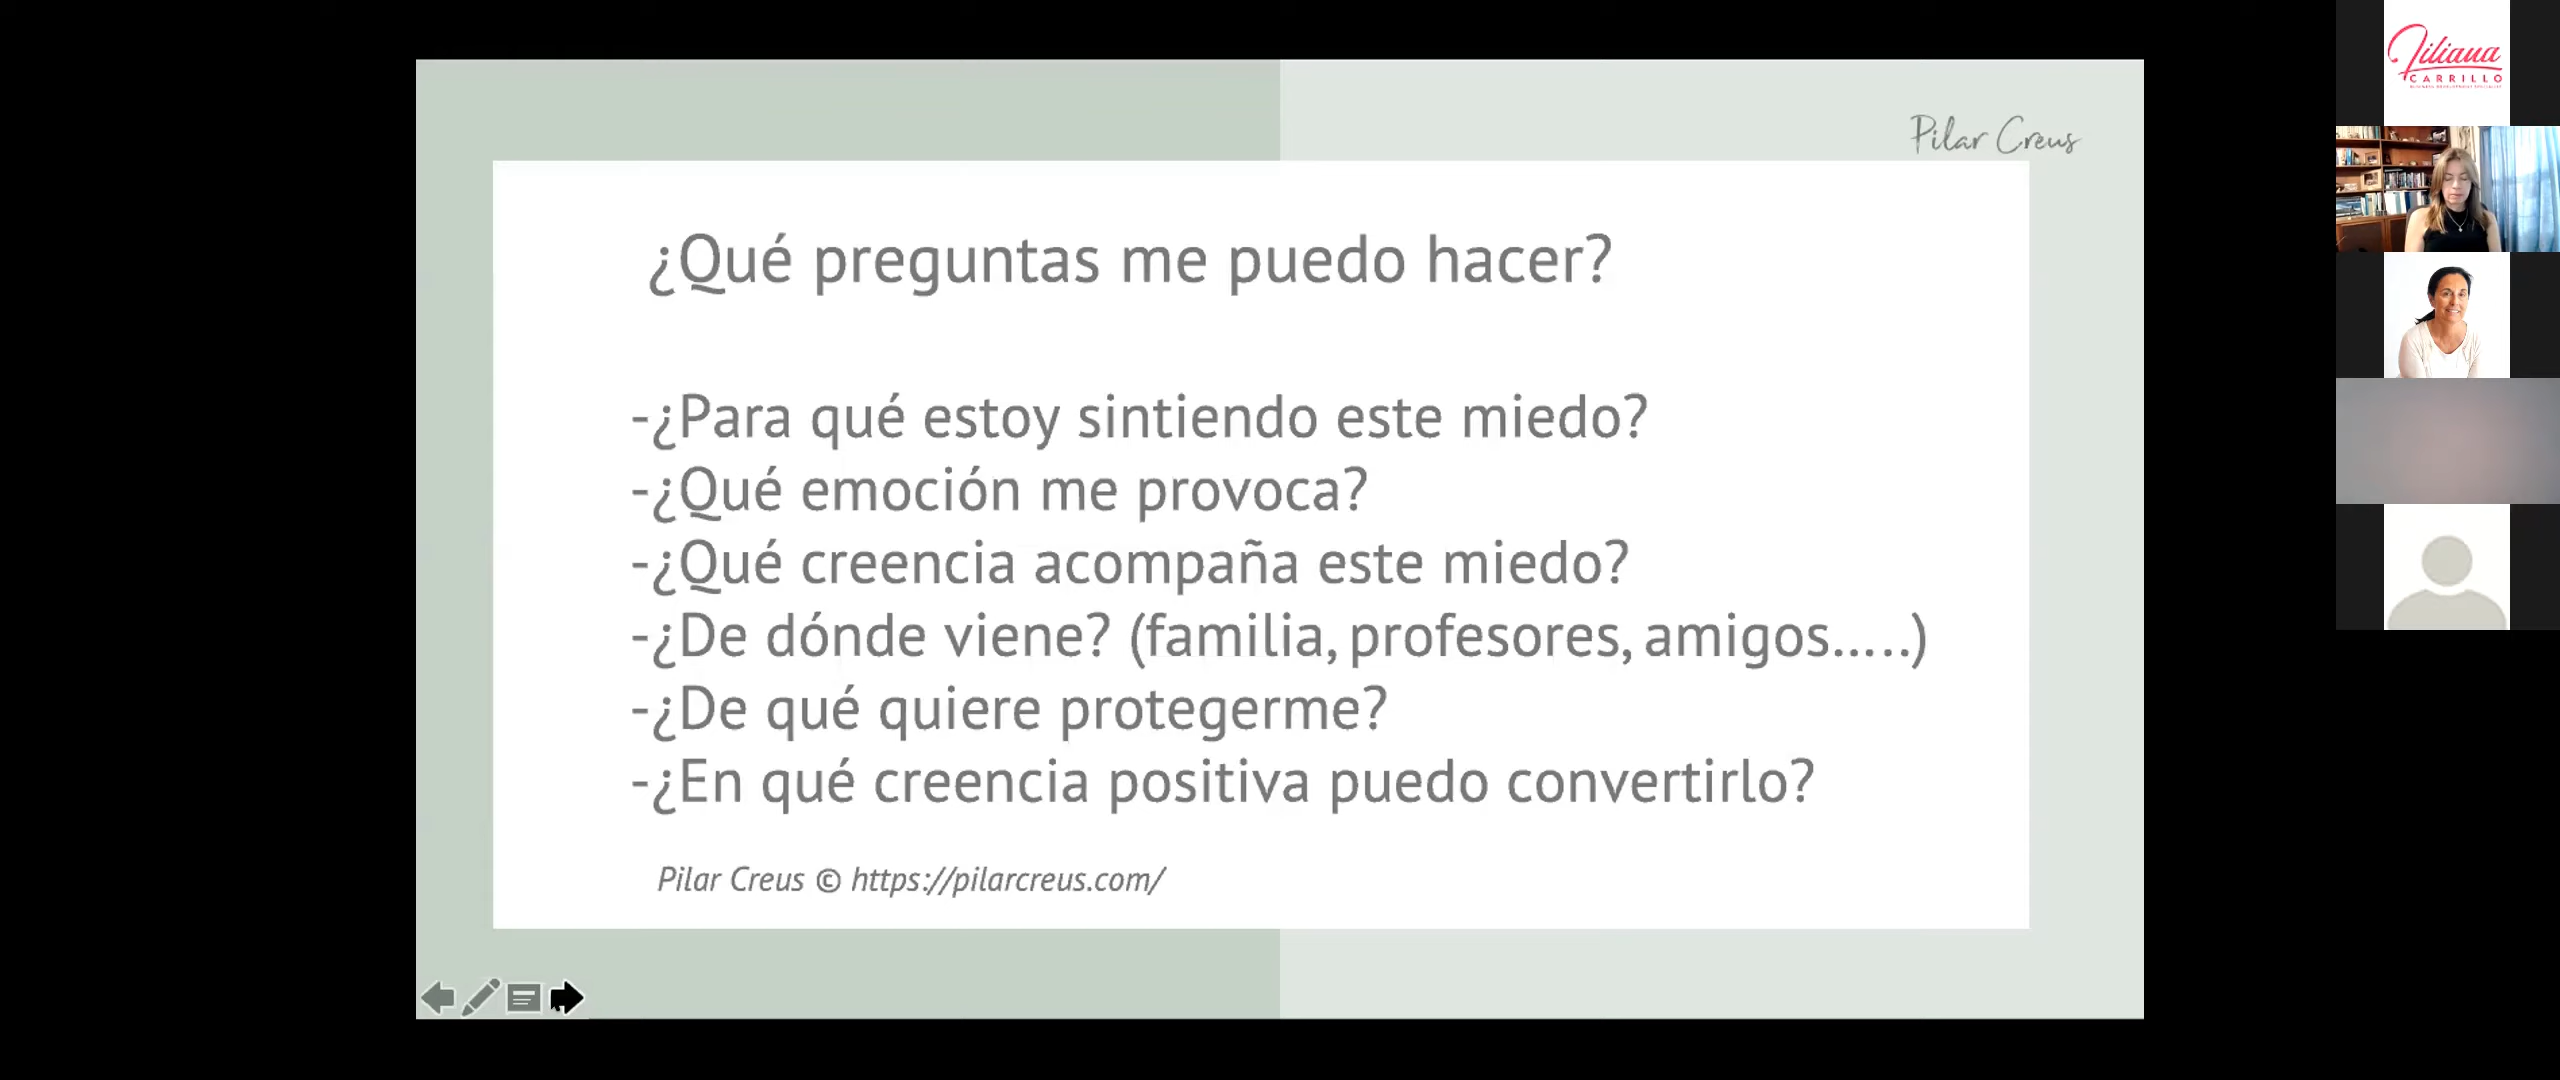 Pilar Creus
¿Qué preguntas me puedo hacer?
-¿Para qué estoy sintiendo este miedo?
-¿Qué emoción me provoca?
-¿Qué creencia acompaña este miedo?
-¿De dónde viene? (familia, profesores, amigos.....)
-¿De qué quiere protegerme?
-¿En qué creencia positiva puedo convertirlo?
Pilar Creus © https://pilarcreus.com/
Liliana
CARRILLO